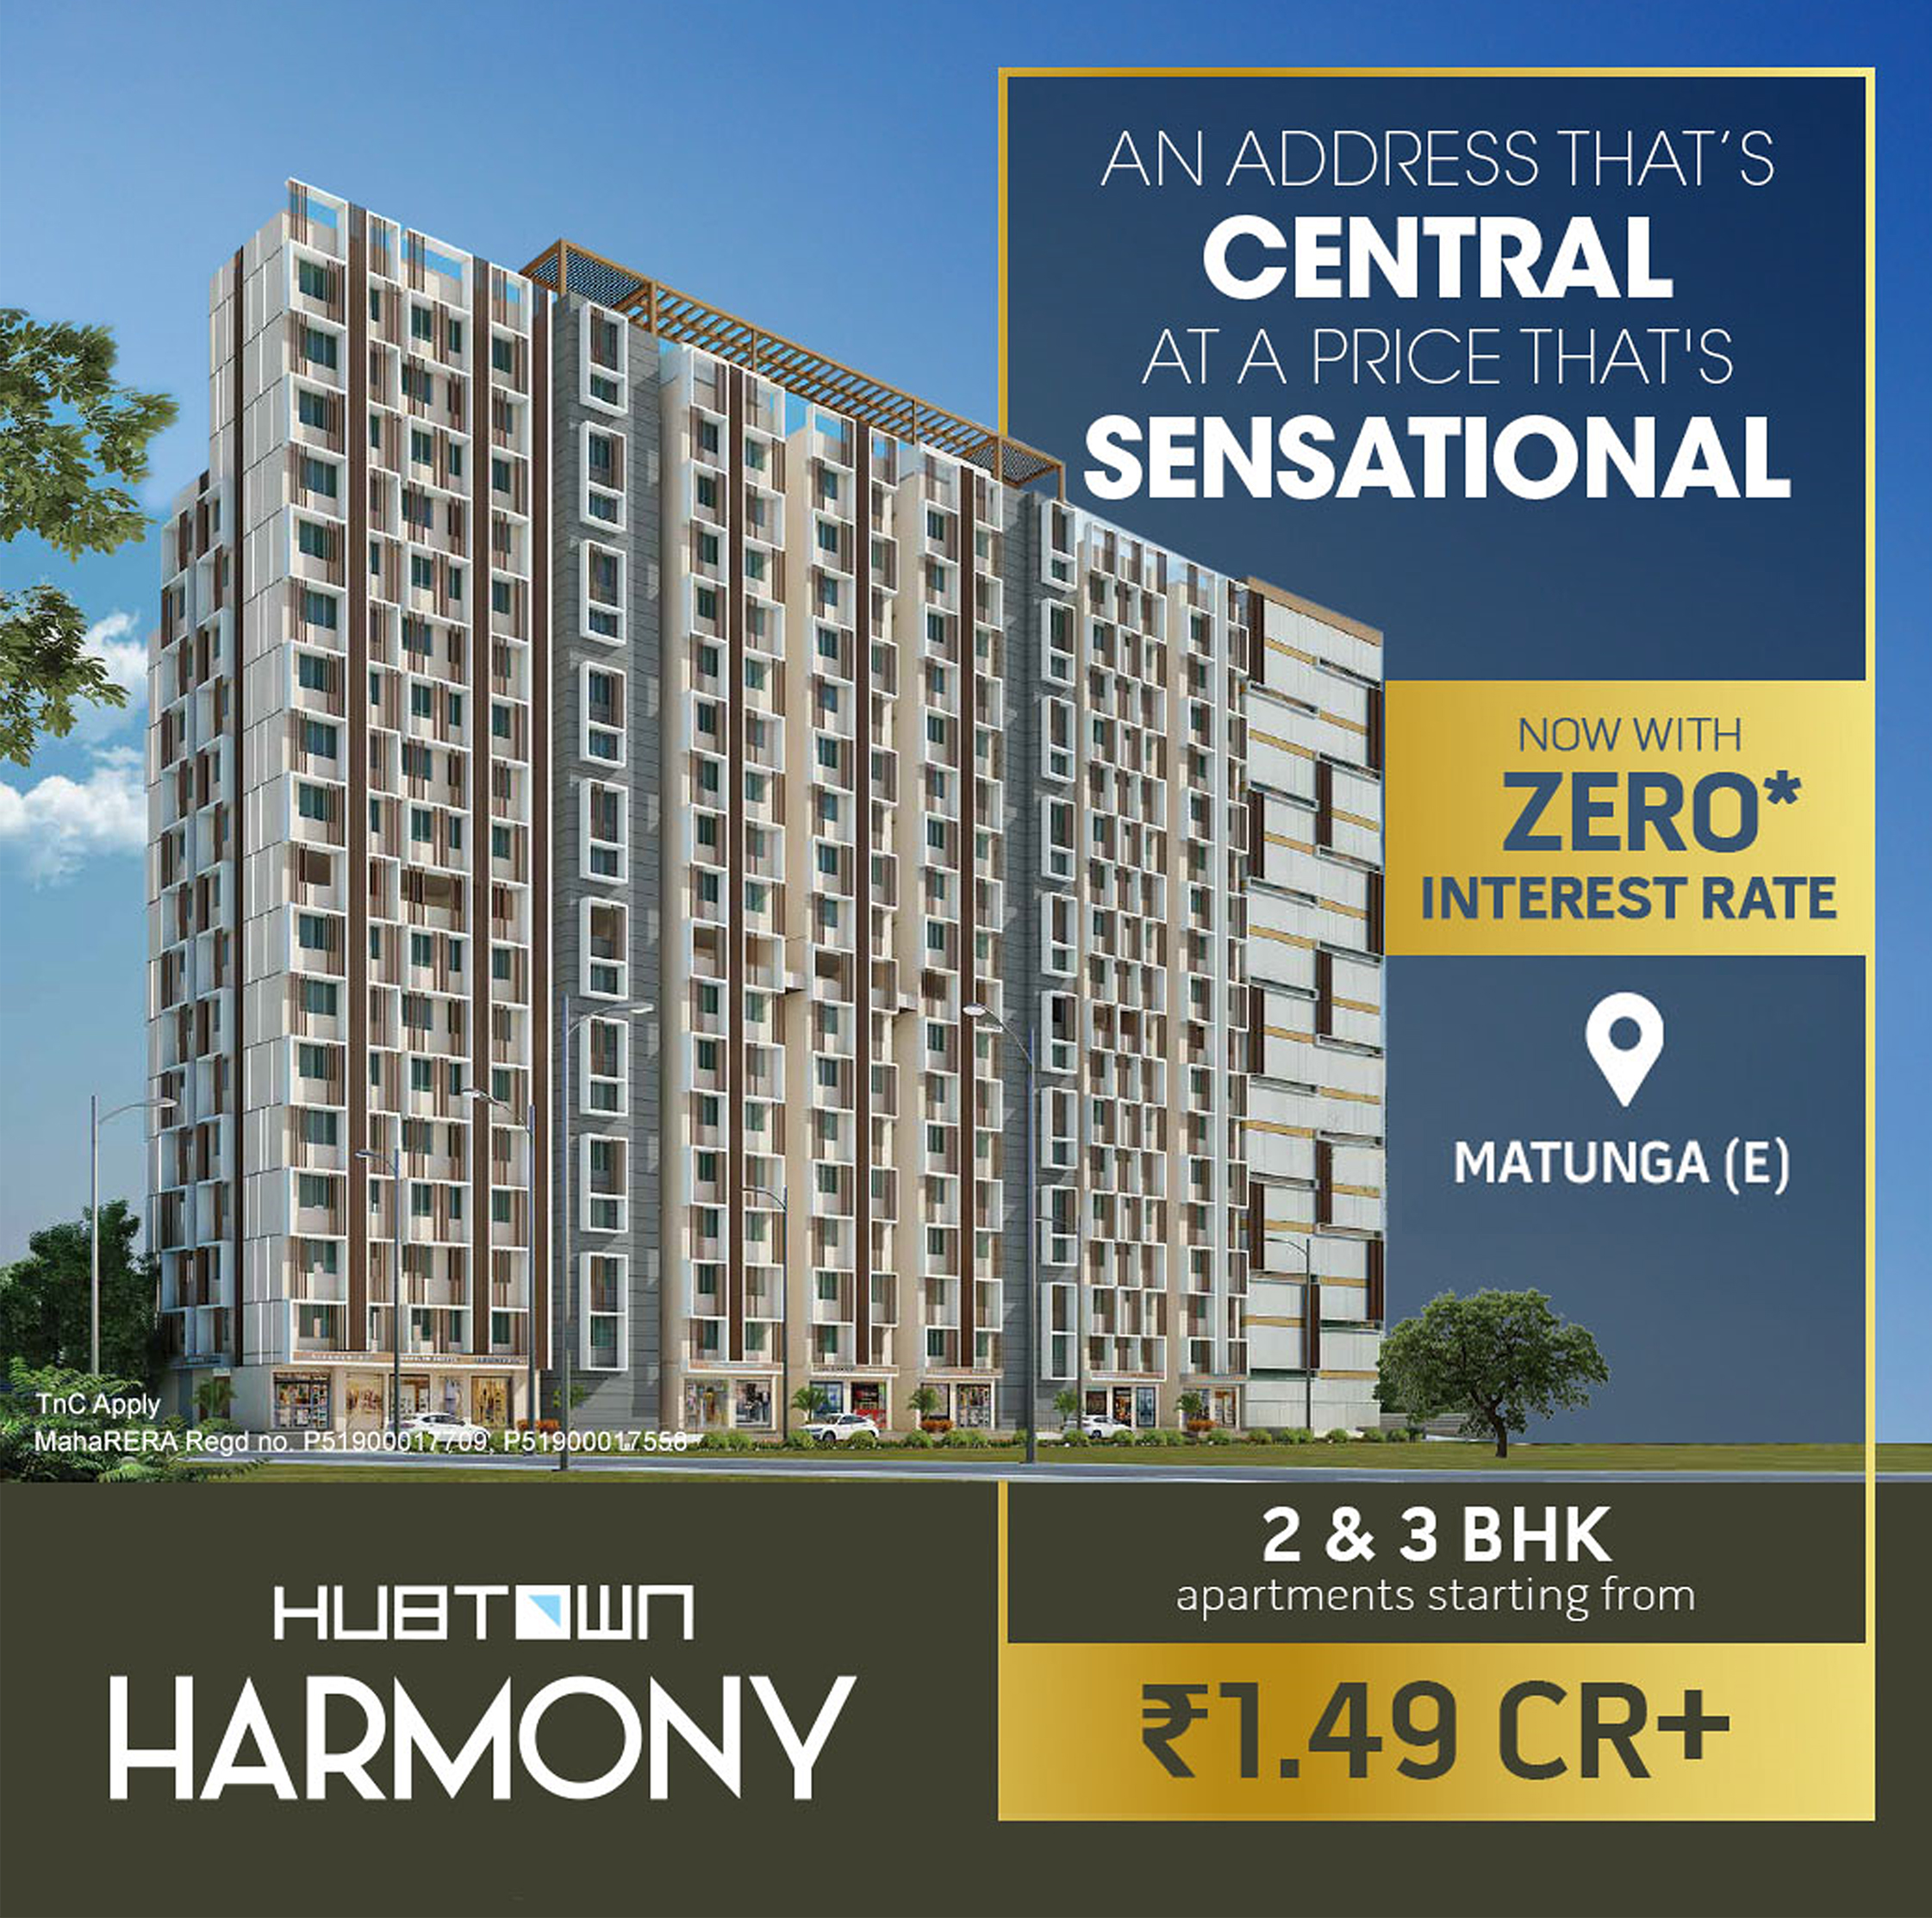 AN ADDRESS THAT'S
CENTRAL
AT A PRICE THAT'S
SENSATIONAL
NOW WITH
ZERO*
INTEREST RATE
MATUNGA (E)
TnC Apply
MahaRERA Regd no. P51900017709, P51900017558
HUBTOWN
HARMONY
2 & 3 BHK
apartments starting from
₹1.49 CR+